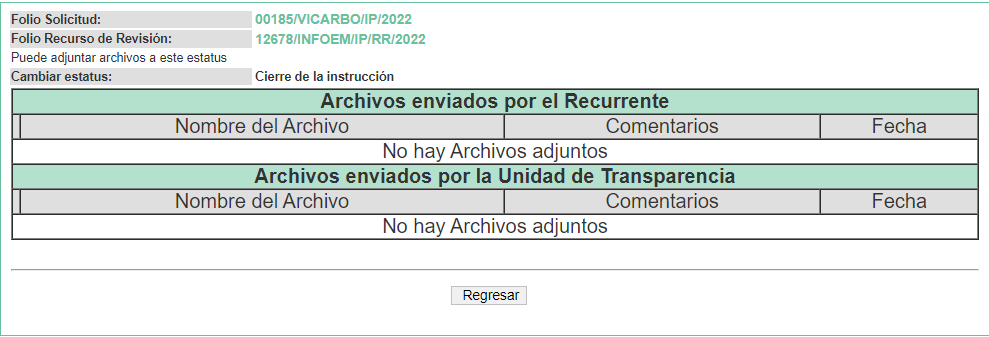 Folio Solicitud: 00185/VICARBO/IP/2022
Folio Recurso de Revisión: 12678/INFOEM/IP/RR/2022
Puede adjuntar archivos a este estatus
Cambiar estatus: Cierre de la instrucción
Archivos enviados por el Recurrente
Nombre del Archivo Comentarios Fecha
No hay Archivos adjuntos
Archivos enviados por la Unidad de Transparencia
Nombre del Archivo Comentarios Fecha
No hay Archivos adjuntos
Regresar